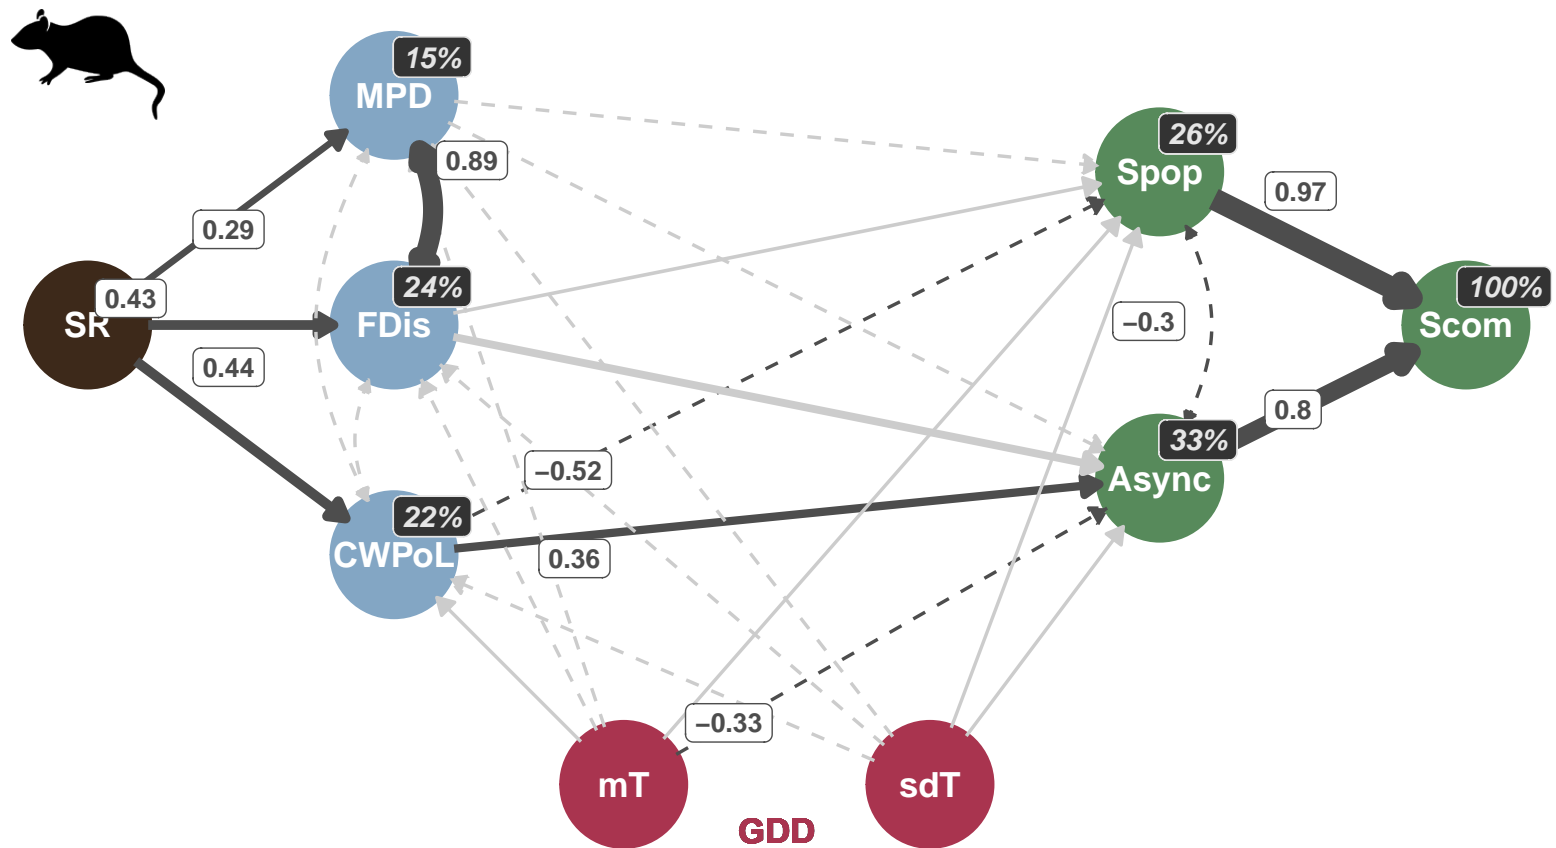 15%
MPD
0.89
0.29
26%
Spop
0.97
0.43
SR
24%
FDis
100%
Scom
–0.3
0.44
0.8
33%
Async
–0.52
22%
CWPoL
0.36
–0.33
mT
sdT
GDD